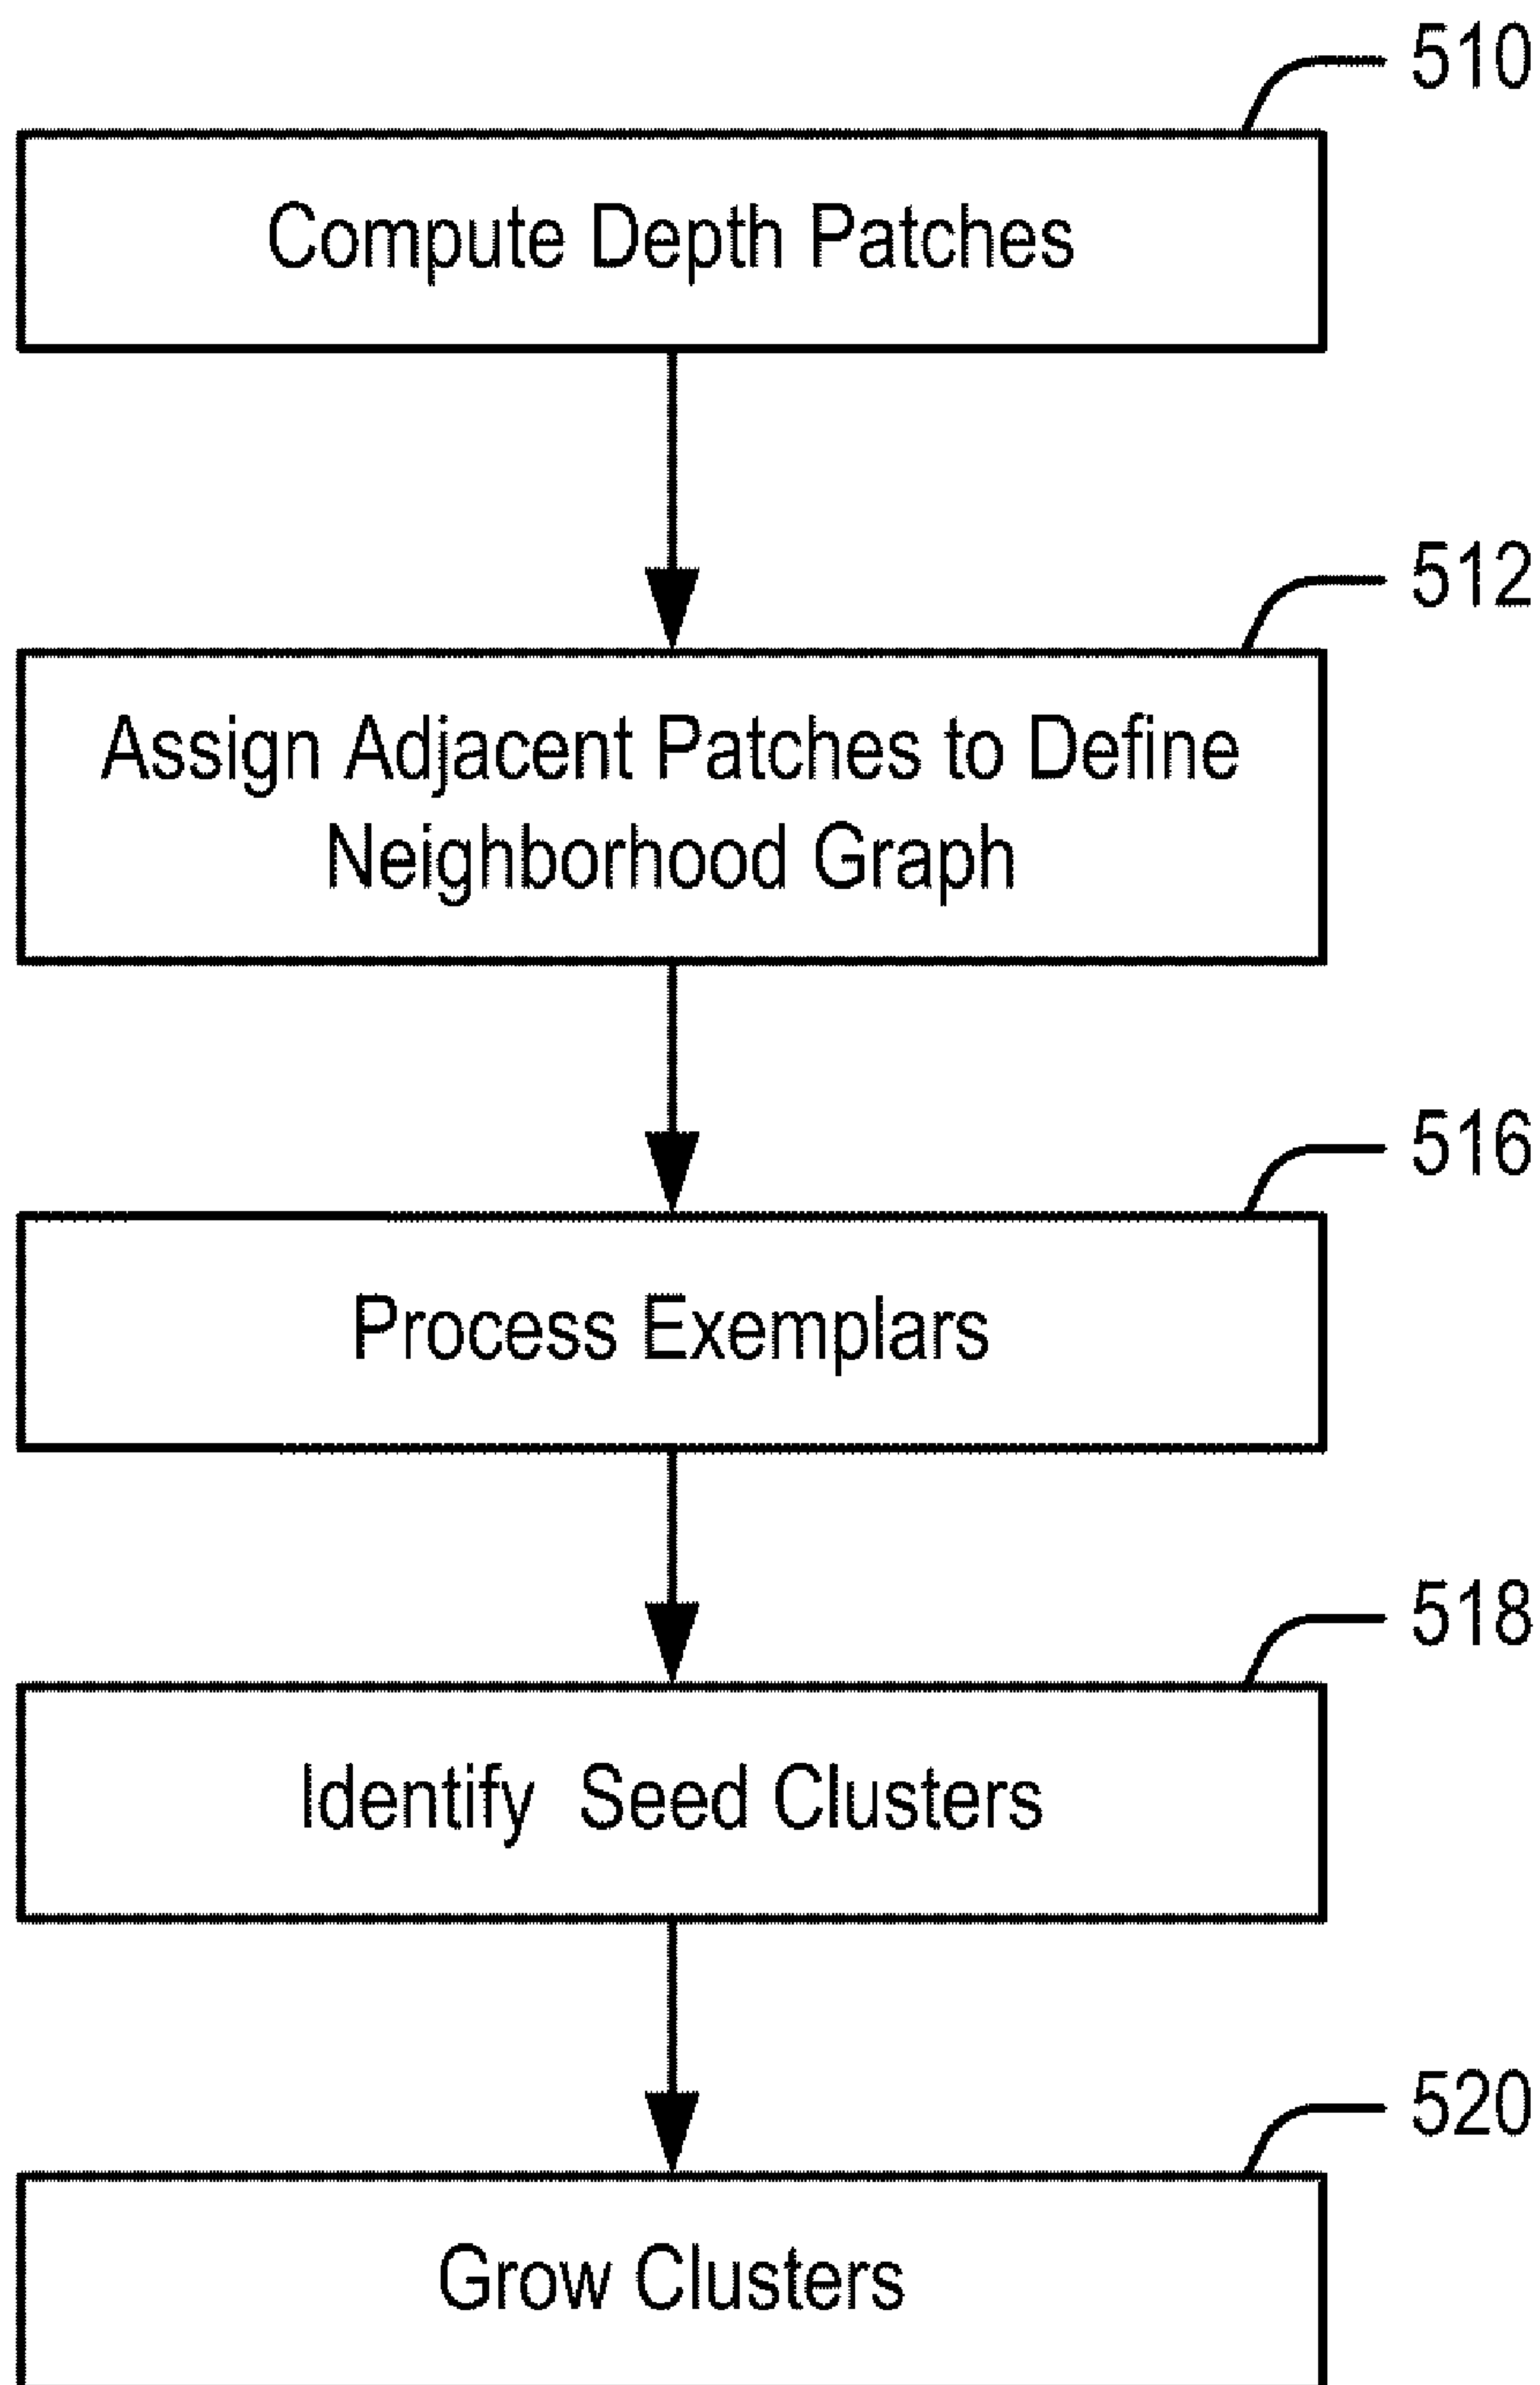 510
Compute Depth Patches
512
Assign Adjacent Patches to Define
Neighborhood Graph
516
Process Exemplars
518
Identify Seed Clusters
520
Grow Clusters